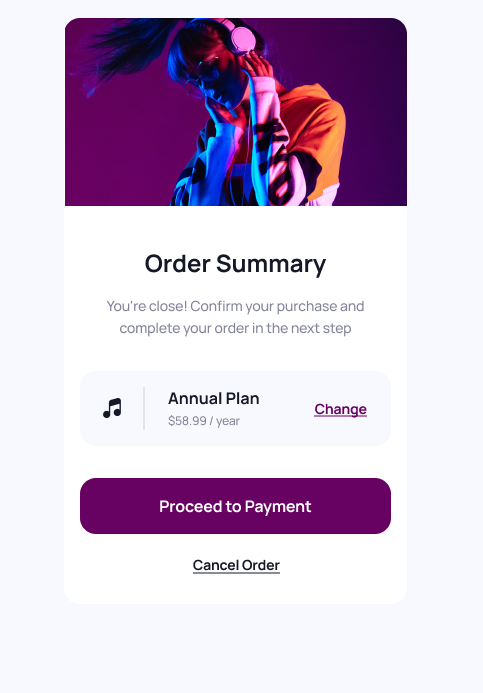 Order Summary
You're close! Confirm your purchase and
complete your order in the next step
Annual Plan
$58.99 / year
Change
Proceed to Payment
Cancel Order